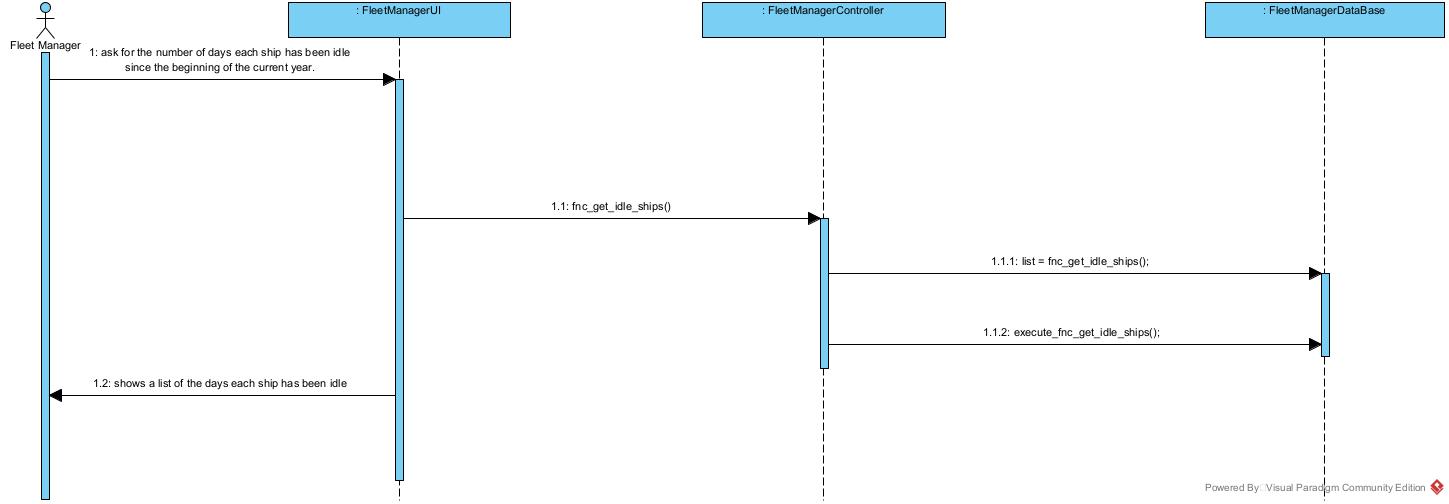 : FleetManagerUI
: FleetManagerController
: FleetManagerDataBase
Fleet Manager
1: ask for the number of days each ship has been idle
since the beginning of the current year.
1.1: fnc_get_idle_ships()
1.1.1: list = fnc_get_idle_ships();
1.1.2: execute_fnc_get_idle_ships();
1.2: shows a list of the days each ship has been idle
Powered By Visual Paradigm Community Edition